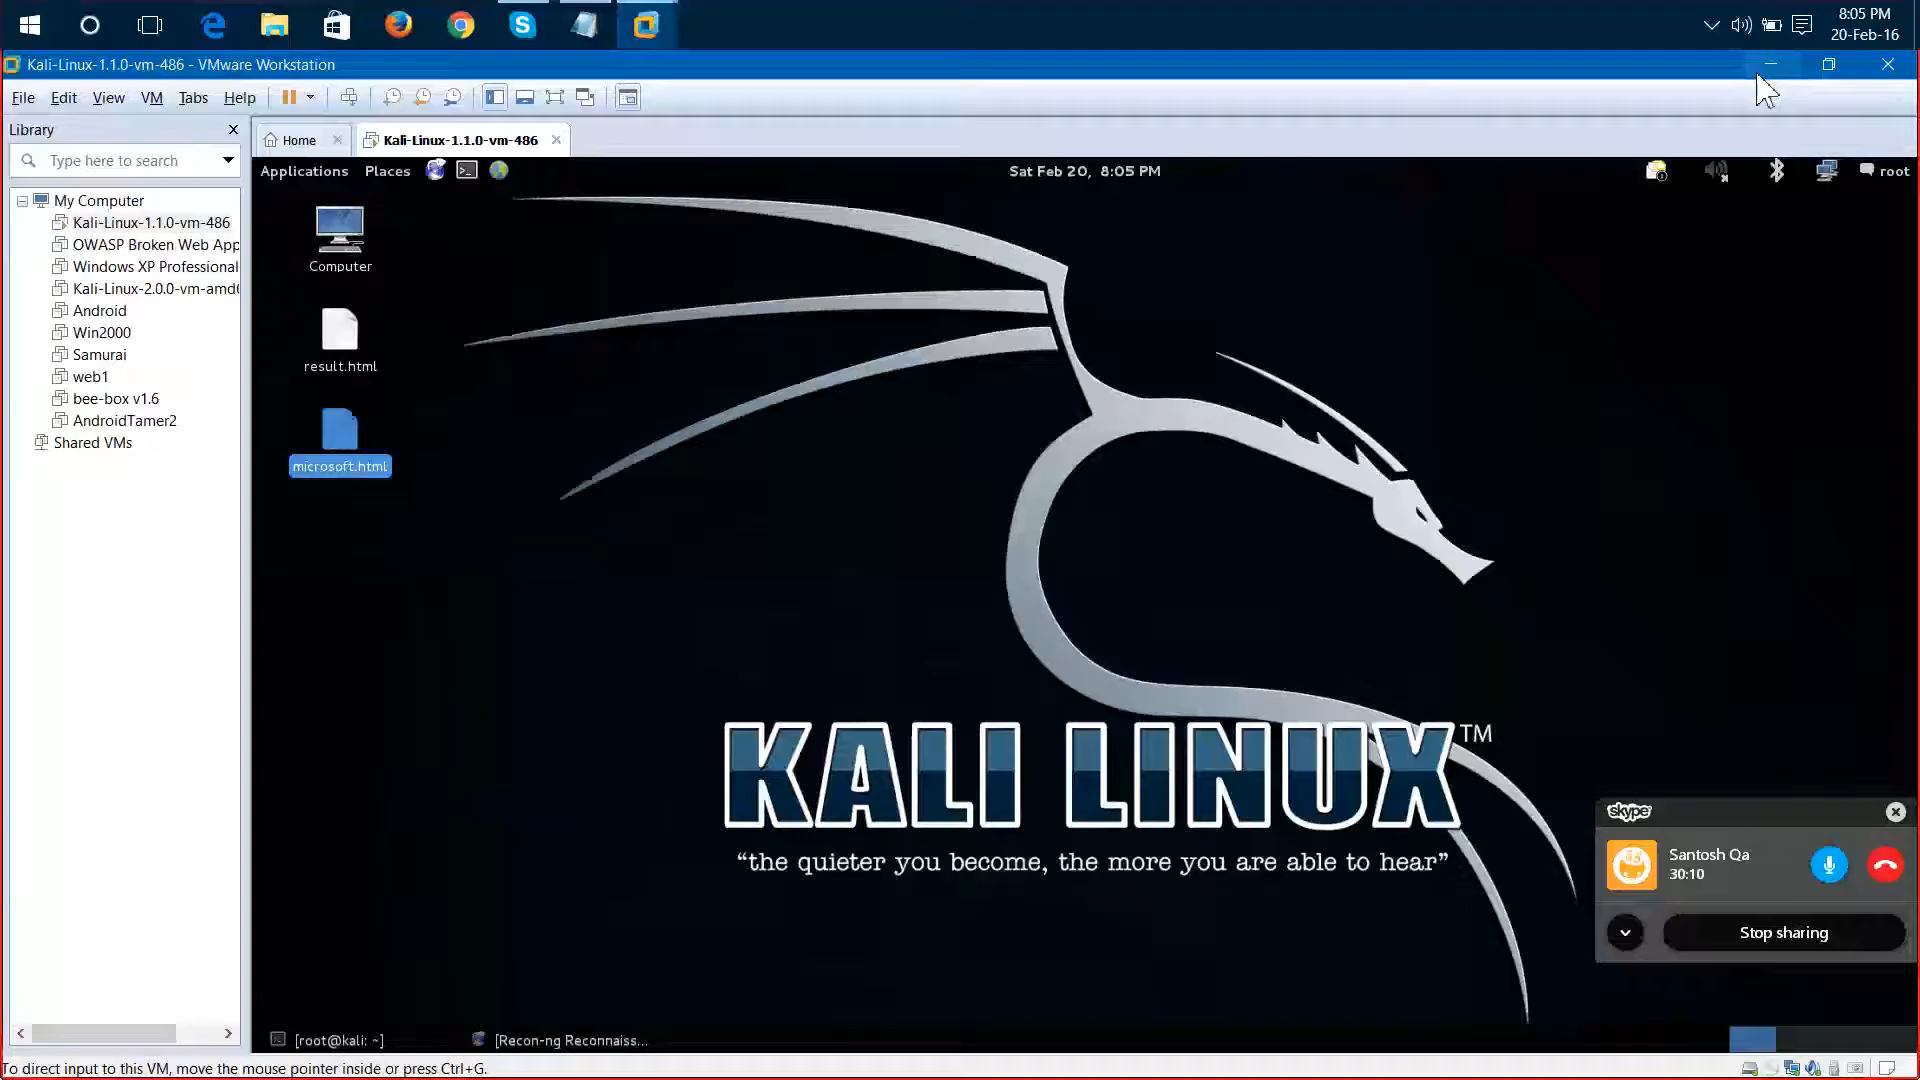 8:05 PM
20-Feb-16
Kali-Linux-1.1.0-vm-486 - VMware Workstation
File Edit View VM Tabs Help
Library
Type here to search
Home
Kali-Linux-1.1.0-vm-486
My Computer
Kali-Linux-1.1.0-vm-486
OWASP Broken Web App
Windows XP Professional
Kali-Linux-2.0.0-vm-amd6
Android
Win2000
Samurai
web1
bee-box v1.6
AndroidTamer2
Shared VMs
Applications Places
Sat Feb 20, 8:05 PM
root
Computer
result.html
microsoft.html
KALI LINUX™
“the quieter you become, the more you are able to hear”
skype
Santosh Qa
30:10
Stop sharing
[root@kali: ~]
[Recon-ng Reconnaiss...
To direct input to this VM, move the mouse pointer inside or press Ctrl+G.